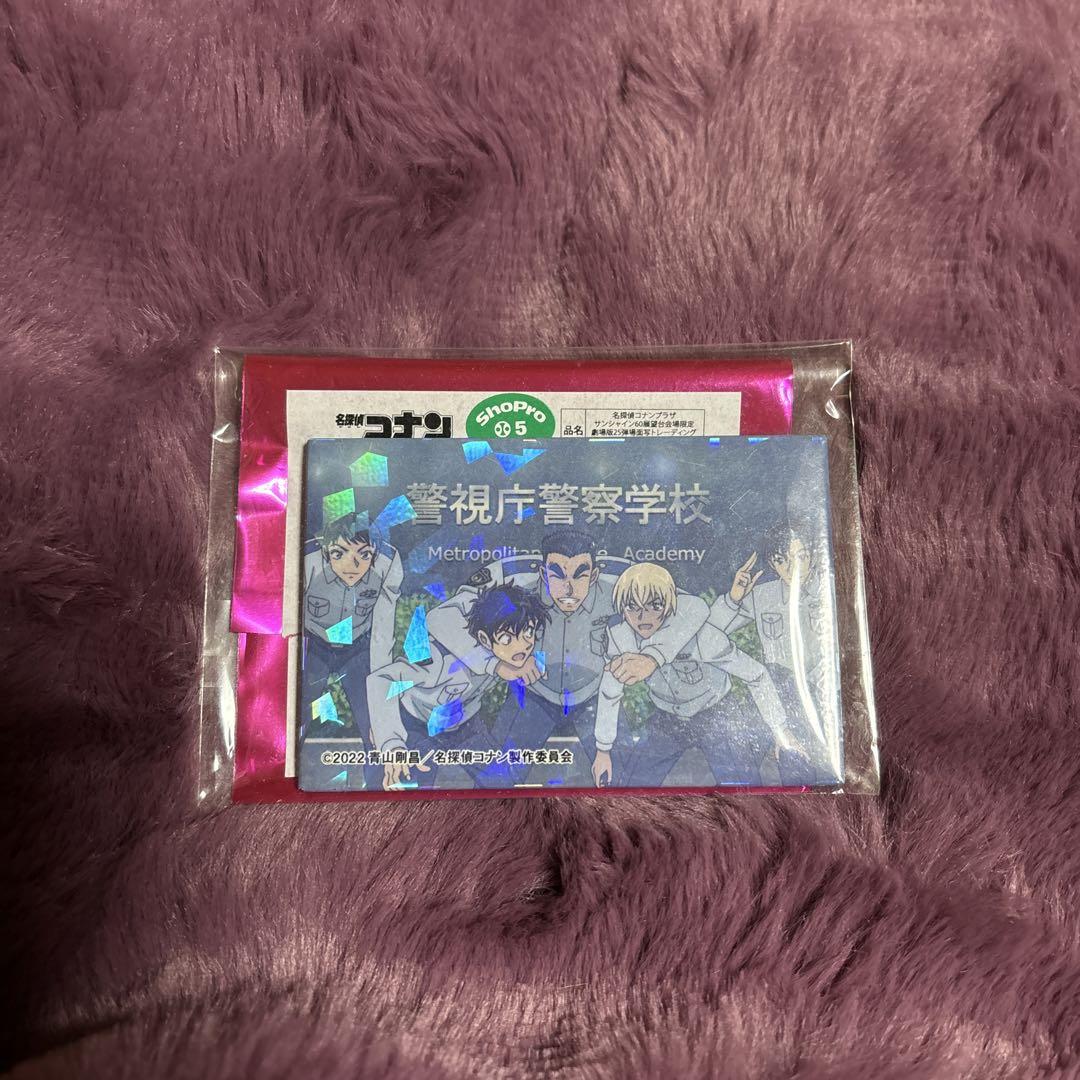 名探偵
コナン
ShoPro
5
品名
名探偵コナンプラザ
サンシャイン60展望台会場限定
劇場版25弾場面写トレーディング
警視庁警察学校
Metropolitan Academy
©2022 青山剛昌／名探偵コナン製作委員会